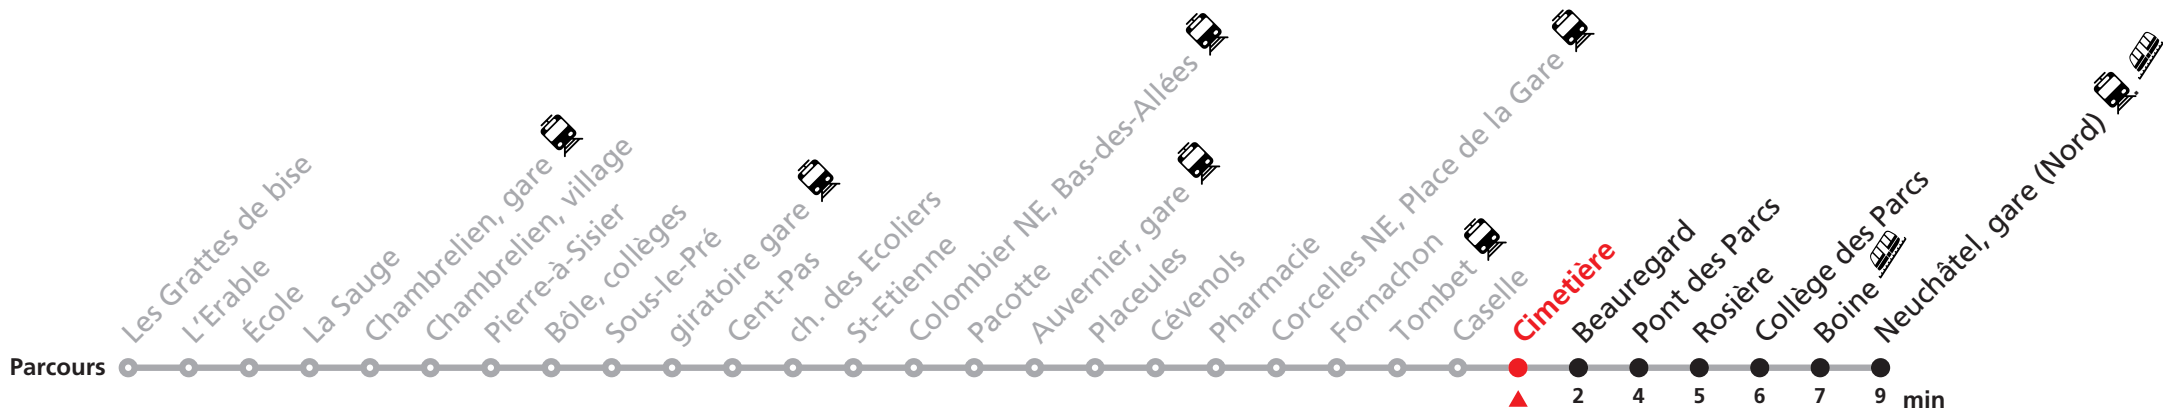 Les Grattes de bise
L'Erable
École
La Sauge
Chambrelien, gare
Chambrelien, village
Pierre-à-Sisier
Bôle, collèges
Sous-le-Pré
giratoire gare
Cent-Pas
ch. des Ecoliers
St-Etienne
Colombier NE, Bas-des-Allées
Pacotte
Auvernier, gare
Placeules
Cévenols
Pharmacie
Corcelles NE, Place de la Gare
Fornachon
Tombet
Caselle
Cimetière
Beauregard
Pont des Parcs
Rosière
Collège des Parcs
Boine
Neuchâtel, gare (Nord)
Parcours
2 4 5 6 7 9 min